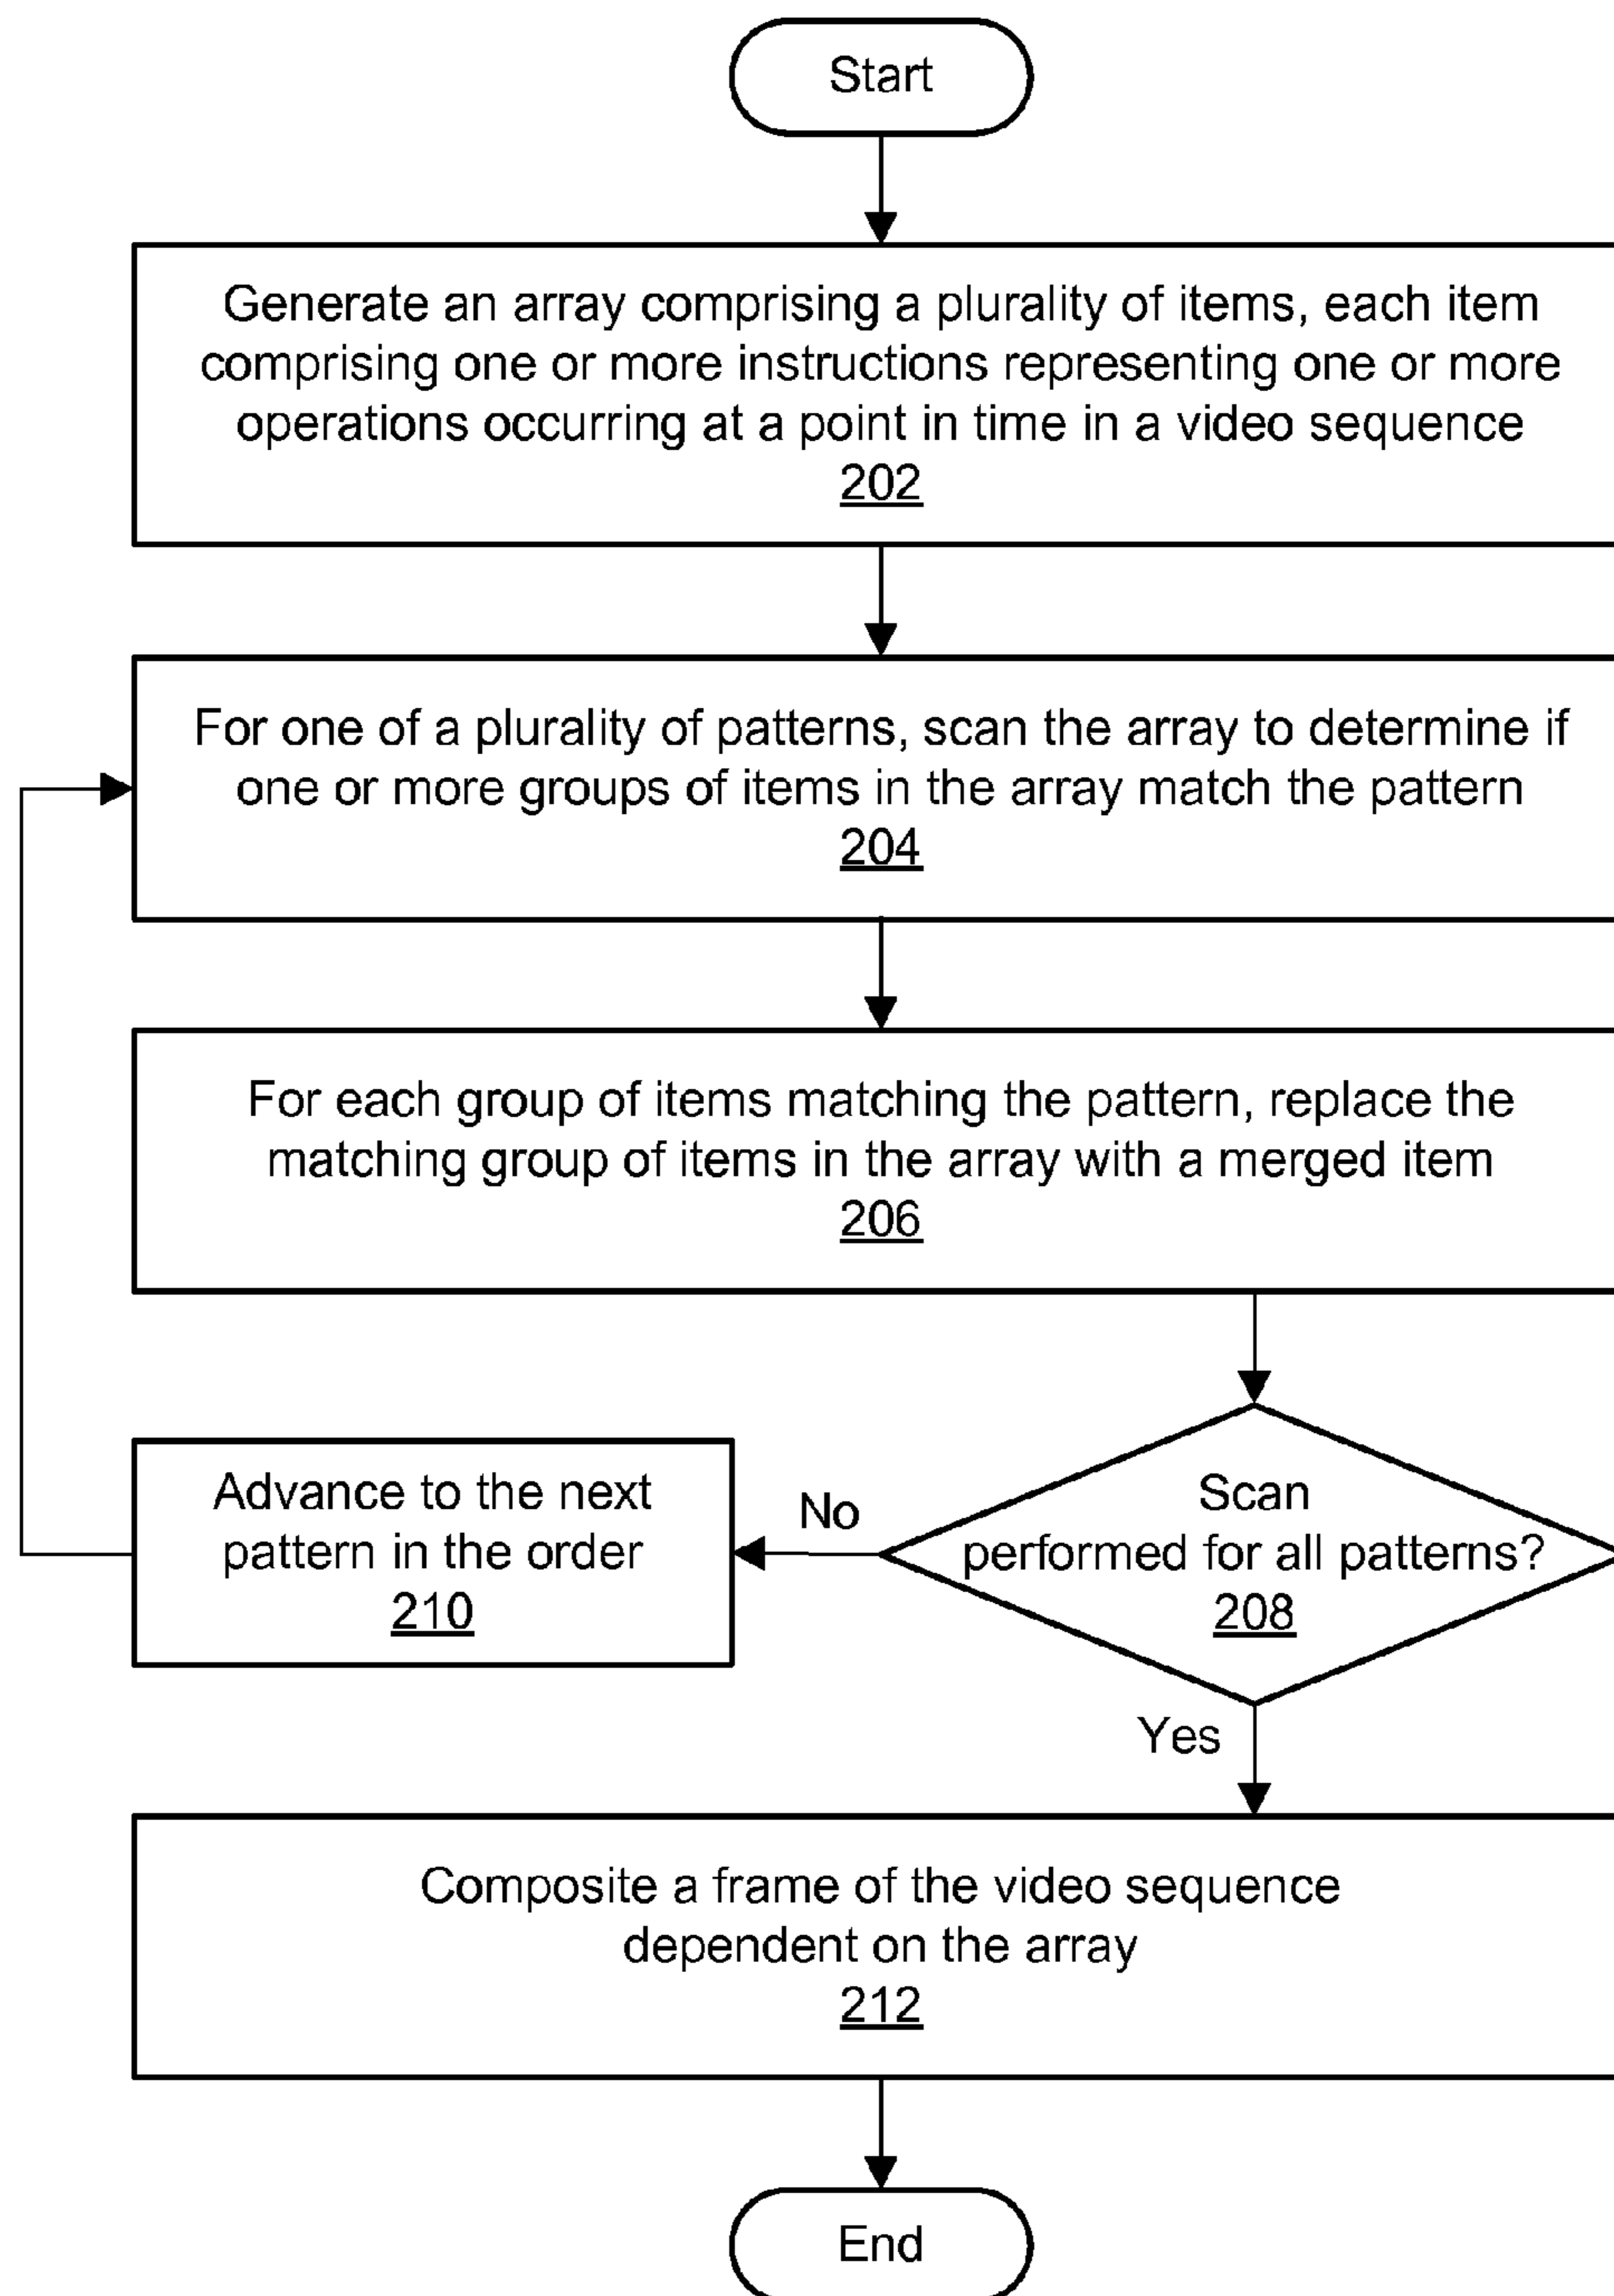 Start
Generate an array comprising a plurality of items, each item
comprising one or more instructions representing one or more
operations occurring at a point in time in a video sequence
202
For one of a plurality of patterns, scan the array to determine if
one or more groups of items in the array match the pattern
204
For each group of items matching the pattern, replace the
matching group of items in the array with a merged item
206
Scan
performed for all patterns?
208
No
Advance to the next
pattern in the order
210
Yes
Composite a frame of the video sequence
dependent on the array
212
End